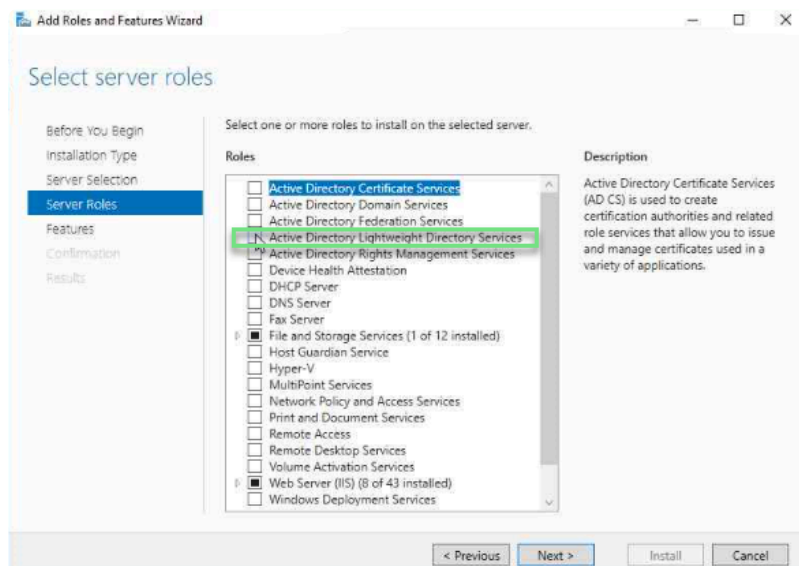 Add Roles and Features Wizard
Select server roles
Before You Begin
Installation Type
Server Selection
Server Roles
Features
Confirmation
Results
Select one or more roles to install on the selected server.
Roles
Active Directory Certificate Services
Active Directory Domain Services
Active Directory Federation Services
Active Directory Lightweight Directory Services
Active Directory Rights Management Services
Device Health Attestation
DHCP Server
DNS Server
Fax Server
File and Storage Services (1 of 12 installed)
Host Guardian Service
Hyper-V
MultiPoint Services
Network Policy and Access Services
Print and Document Services
Remote Access
Remote Desktop Services
Volume Activation Services
Web Server (IIS) (8 of 43 installed)
Windows Deployment Services
Description
Active Directory Certificate Services
(AD CS) is used to create
certification authorities and related
role services that allow you to issue
and manage certificates used in a
variety of applications.
< Previous
Next >
Install
Cancel